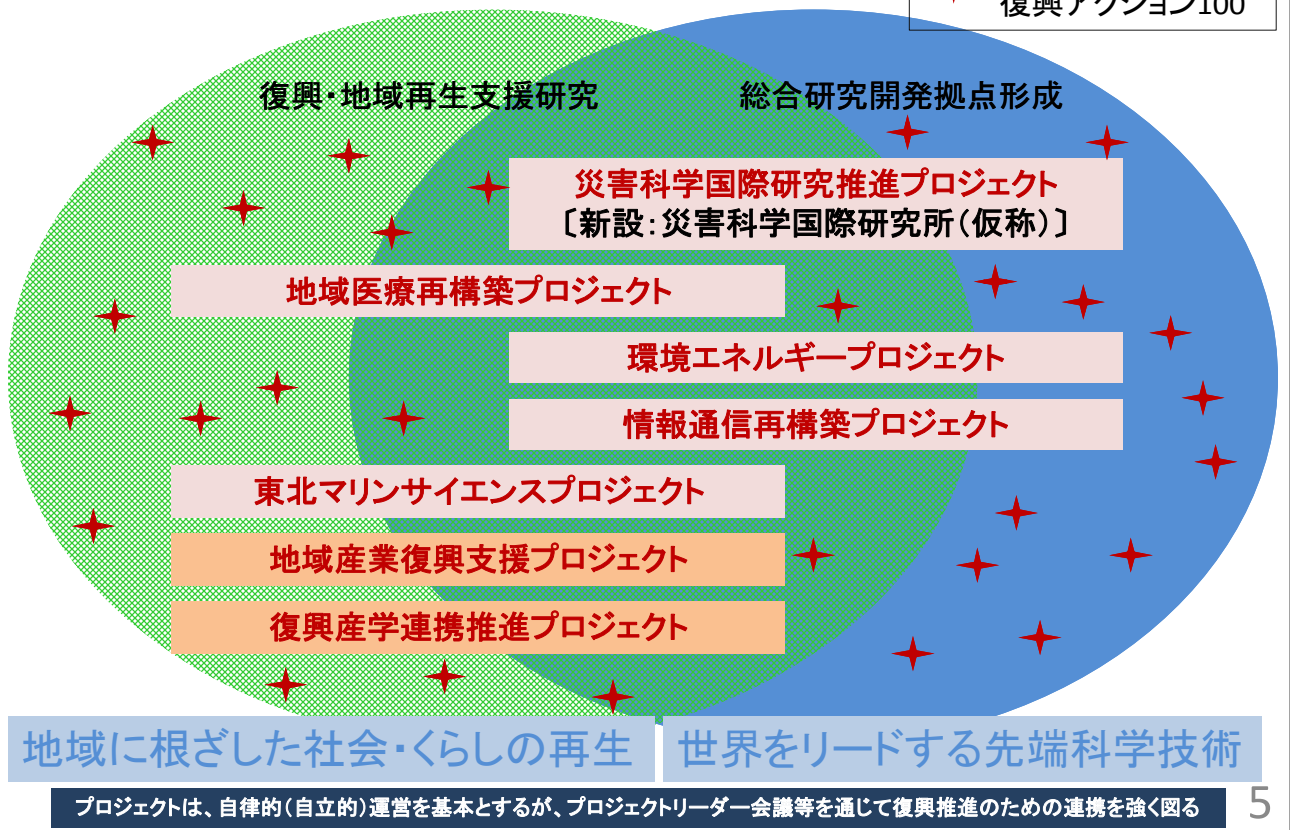 復興アクション100
復興・地域再生支援研究
総合研究開発拠点形成
災害科学国際研究推進プロジェクト
〔新設：災害科学国際研究所（仮称）〕
地域医療再構築プロジェクト
環境エネルギープロジェクト
情報通信再構築プロジェクト
東北マリンサイエンスプロジェクト
地域産業復興支援プロジェクト
復興産学連携推進プロジェクト
地域に根ざした社会・くらしの再生
世界をリードする先端科学技術
プロジェクトは、自律的（自立的）運営を基本とするが、プロジェクトリーダー会議等を通じて復興推進のための連携を強く図る
5